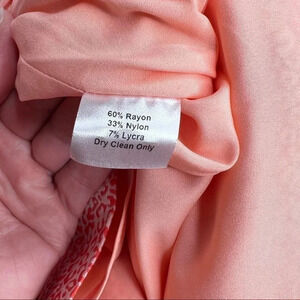 60% Rayon
33% Nylon
7% Lycra
Dry Clean Only